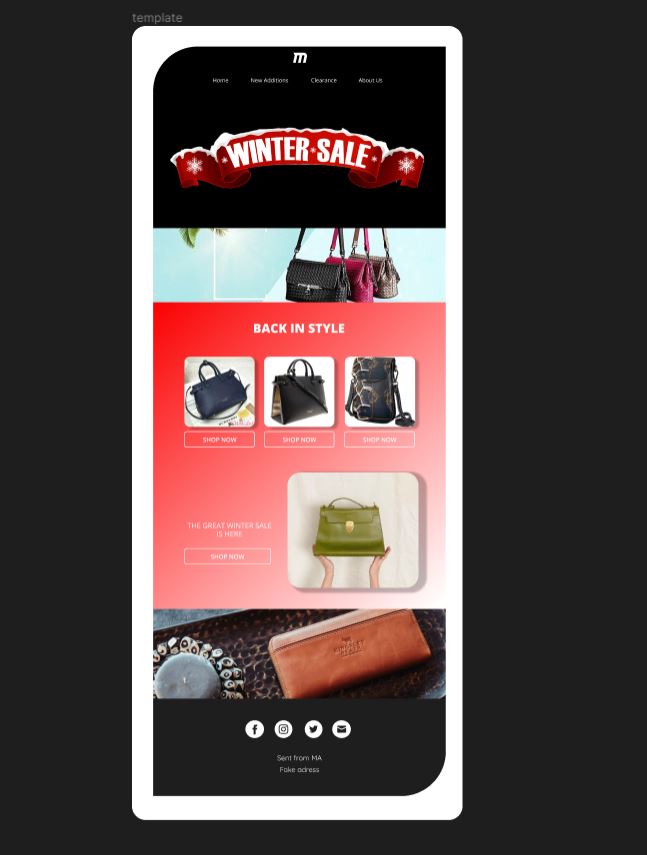 template
m
Home New Additions Clearance About Us
WINTER*SALE
BACK IN STYLE
SHOP NOW SHOP NOW SHOP NOW
THE GREAT WINTER SALE
IS HERE
SHOP NOW
Sent from MA
Fake adress